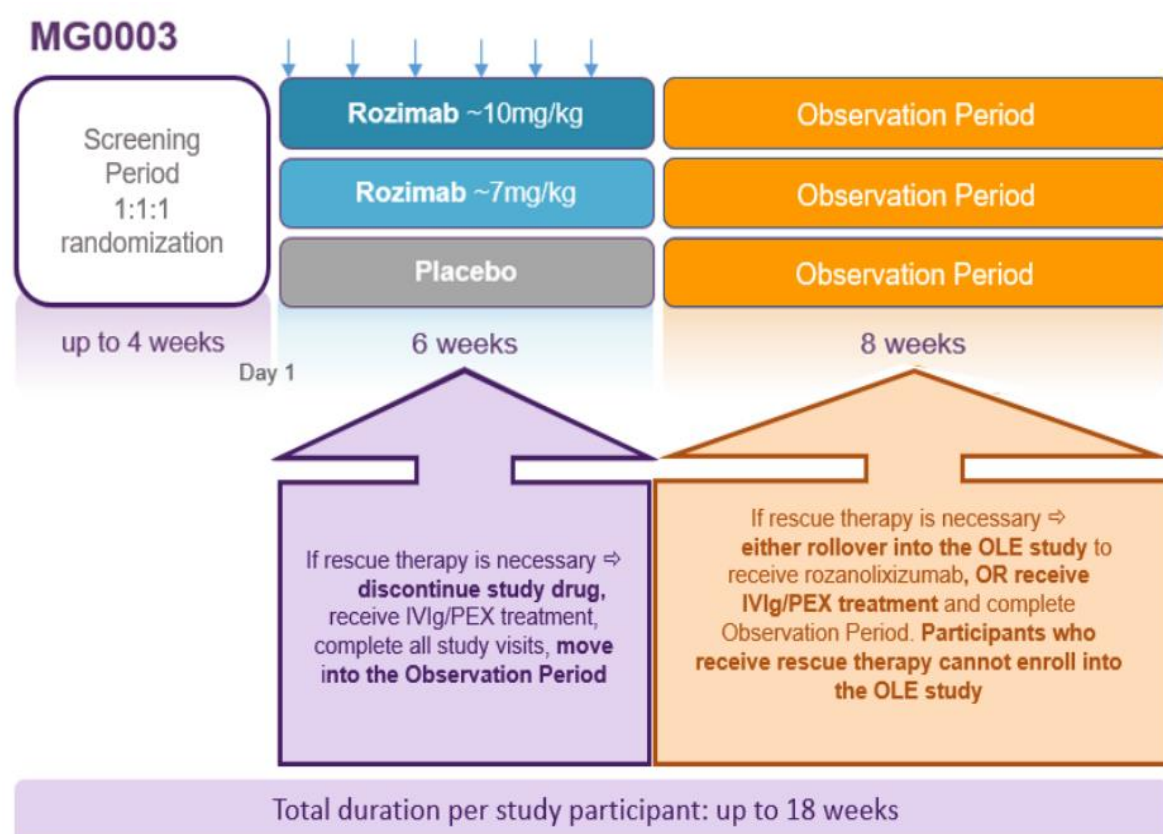 MG0003
Screening
Period
1:1:1
randomization
Rozimab ~10mg/kg
Observation Period
Rozimab ~7mg/kg
Observation Period
Placebo
Observation Period
up to 4 weeks
Day 1
6 weeks
8 weeks
If rescue therapy is necessary ⇨
discontinue study drug,
receive IVIg/PEX treatment,
complete all study visits, move
into the Observation Period
If rescue therapy is necessary ⇨
either rollover into the OLE study to
receive rozanolixizumab, OR receive
IVIg/PEX treatment and complete
Observation Period. Participants who
receive rescue therapy cannot enroll into
the OLE study
Total duration per study participant: up to 18 weeks